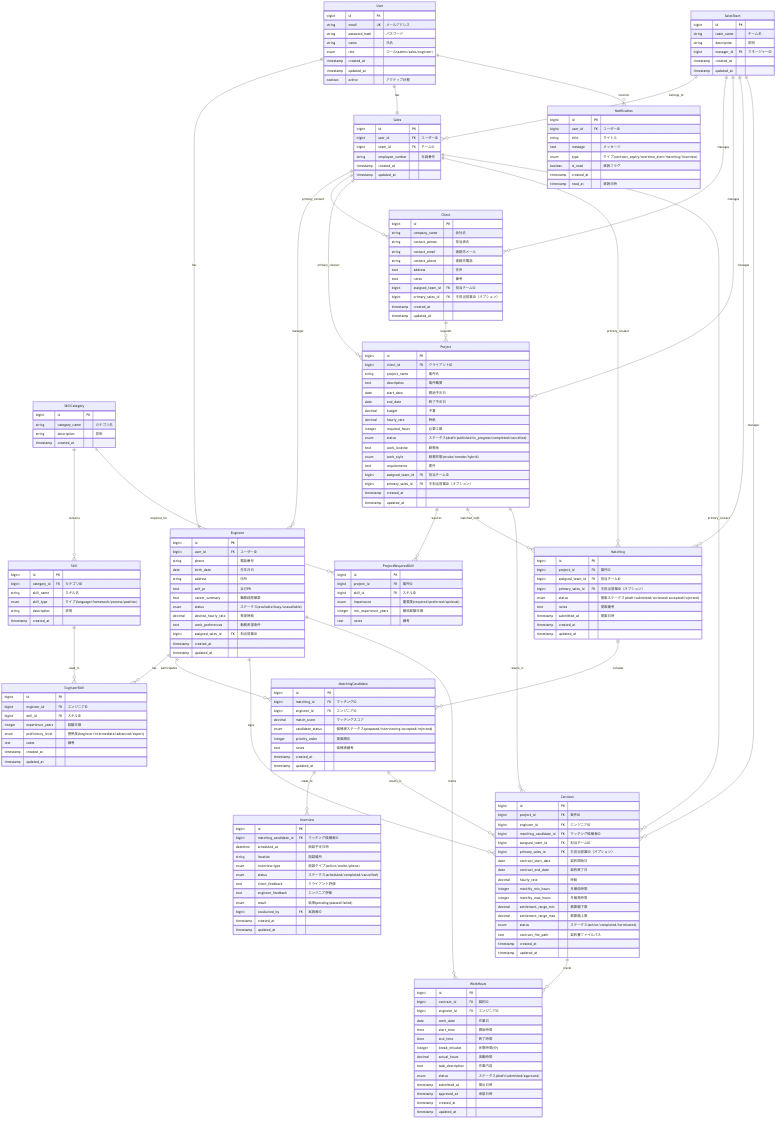 User
bigint id PK
string email UK メールアドレス
string password_hash パスワード
string name 氏名
enum role ロール(admin/sales/engineer)
timestamp created_at
timestamp updated_at
boolean active アクティブ状態
SalesTeam
bigint id PK
string team_name チーム名
string description 説明
bigint manager_id FK マネージャーID
timestamp created_at
timestamp updated_at
has
receives
belongs_to
Sales
bigint id PK
bigint user_id FK ユーザーID
bigint team_id FK チームID
string employee_number 社員番号
timestamp created_at
timestamp updated_at
Notification
bigint id PK
bigint user_id FK ユーザーID
string title タイトル
text message メッセージ
enum
boolean is_read 既読フラグ
timestamp created_at
timestamp read_at 既読日時
manages
manages
manages
manages
primary_contact
primary_contact
primary_contact
primary_contact
manages
has
Client
bigint id PK
string company_name 会社名
string contact_person 担当者名
string contact_email 連絡先メール
string contact_phone 連絡先電話
text address 住所
text notes 備考
bigint assigned_team_id FK 担当チームID
bigint primary_sales_id FK 主担当営業ID（オプション）
timestamp created_at
timestamp updated_at
requests
Project
bigint id PK
bigint client_id FK クライアントID
string project_name 案件名
text description 案件概要
date start_date 開始予定日
date end_date 終了予定日
decimal budget 予算
decimal hourly_rate 時給
integer required_hours 必要工数
enum status ステータス(draft/published/in_progress/completed/cancelled)
text work_location 勤務地
enum work_style
text requirements 要件
bigint assigned_team_id FK 担当チームID
bigint primary_sales_id FK 主担当営業ID（オプション）
timestamp created_at
timestamp updated_at
SkillCategory
bigint id PK
string category_name カテゴリ名
string description 説明
timestamp created_at
contains
required_for
requires
matched_with
results_in
Skill
bigint id PK
bigint category_id FK カテゴリID
string skill_name スキル名
enum skill_type タイプ(language/framework/process/position)
string description 説明
timestamp created_at
Engineer
bigint id PK
bigint user_id FK ユーザーID
string phone 電話番号
date birth_date 生年月日
string address 住所
text self_pr 自己PR
text career_summary 職務経歴概要
enum status ステータス(available/busy/unavailable)
decimal desired_hourly_rate 希望時給
text work_preferences 勤務希望条件
bigint assigned_sales_id FK 担当営業ID
timestamp created_at
timestamp updated_at
ProjectRequiredSkill
bigint id PK
bigint project_id FK 案件ID
bigint skill_id FK スキルID
enum importance 重要度(required/preferred/optional)
integer min_experience_years 最低経験年数
text notes 備考
Matching
bigint id PK
bigint project_id FK 案件ID
bigint assigned_team_id FK 担当チームID
bigint primary_sales_id FK 主担当営業ID（オプション）
enum status
text notes 提案備考
timestamp submitted_at 提案日時
timestamp created_at
timestamp updated_at
used_in
has
participates
includes
signs
tracks
EngineerSkill
bigint id PK
bigint engineer_id FK エンジニアID
bigint skill_id FK スキルID
integer experience_years 経験年数
enum proficiency_level 習熟度(beginner/intermediate/advanced/expert)
text notes 備考
timestamp created_at
timestamp updated_at
MatchingCandidate
bigint id PK
bigint matching_id FK マッチングID
bigint engineer_id FK エンジニアID
decimal match_score マッチングスコア
enum candidate_status 候補者ステータス(proposed/interviewing/accepted/rejected)
integer priority_order 提案順位
text notes 候補者備考
timestamp created_at
timestamp updated_at
leads_to
results_in
Interview
bigint id PK
bigint matching_candidate_id FK マッチング候補者ID
datetime scheduled_at 面談予定日時
string location 面談場所
enum interview_type 面談タイプ(online/onsite/phone)
enum status ステータス(scheduled/completed/cancelled)
text client_feedback クライアント評価
text engineer_feedback エンジニア評価
enum result 結果(pending/passed/failed)
bigint conducted_by FK
timestamp created_at
timestamp updated_at
Contract
bigint id PK
bigint project_id FK 案件ID
bigint engineer_id FK エンジニアID
bigint matching_candidate_id FK マッチング候補者ID
bigint assigned_team_id FK 担当チームID
bigint primary_sales_id FK 主担当営業ID（オプション）
date contract_start_date 契約開始日
date contract_end_date 契約終了日
decimal hourly_rate 時給
integer monthly_min_hours 月最低時間
integer monthly_max_hours 月最高時間
decimal settlement_range_min 精算幅下限
decimal settlement_range_max 精算幅上限
enum status ステータス(active/completed/terminated)
text contract_file_path 契約書ファイルパス
timestamp created_at
timestamp updated_at
tracks
WorkHours
bigint id PK
bigint contract_id FK 契約ID
bigint engineer_id FK エンジニアID
date work_date 作業日
time start_time 開始時間
time end_time 終了時間
integer break_minutes 休憩時間(分)
decimal actual_hours 実働時間
text task_description 作業内容
enum status ステータス(draft/submitted/approved)
timestamp submitted_at 提出日時
timestamp approved_at 承認日時
timestamp created_at
timestamp updated_at